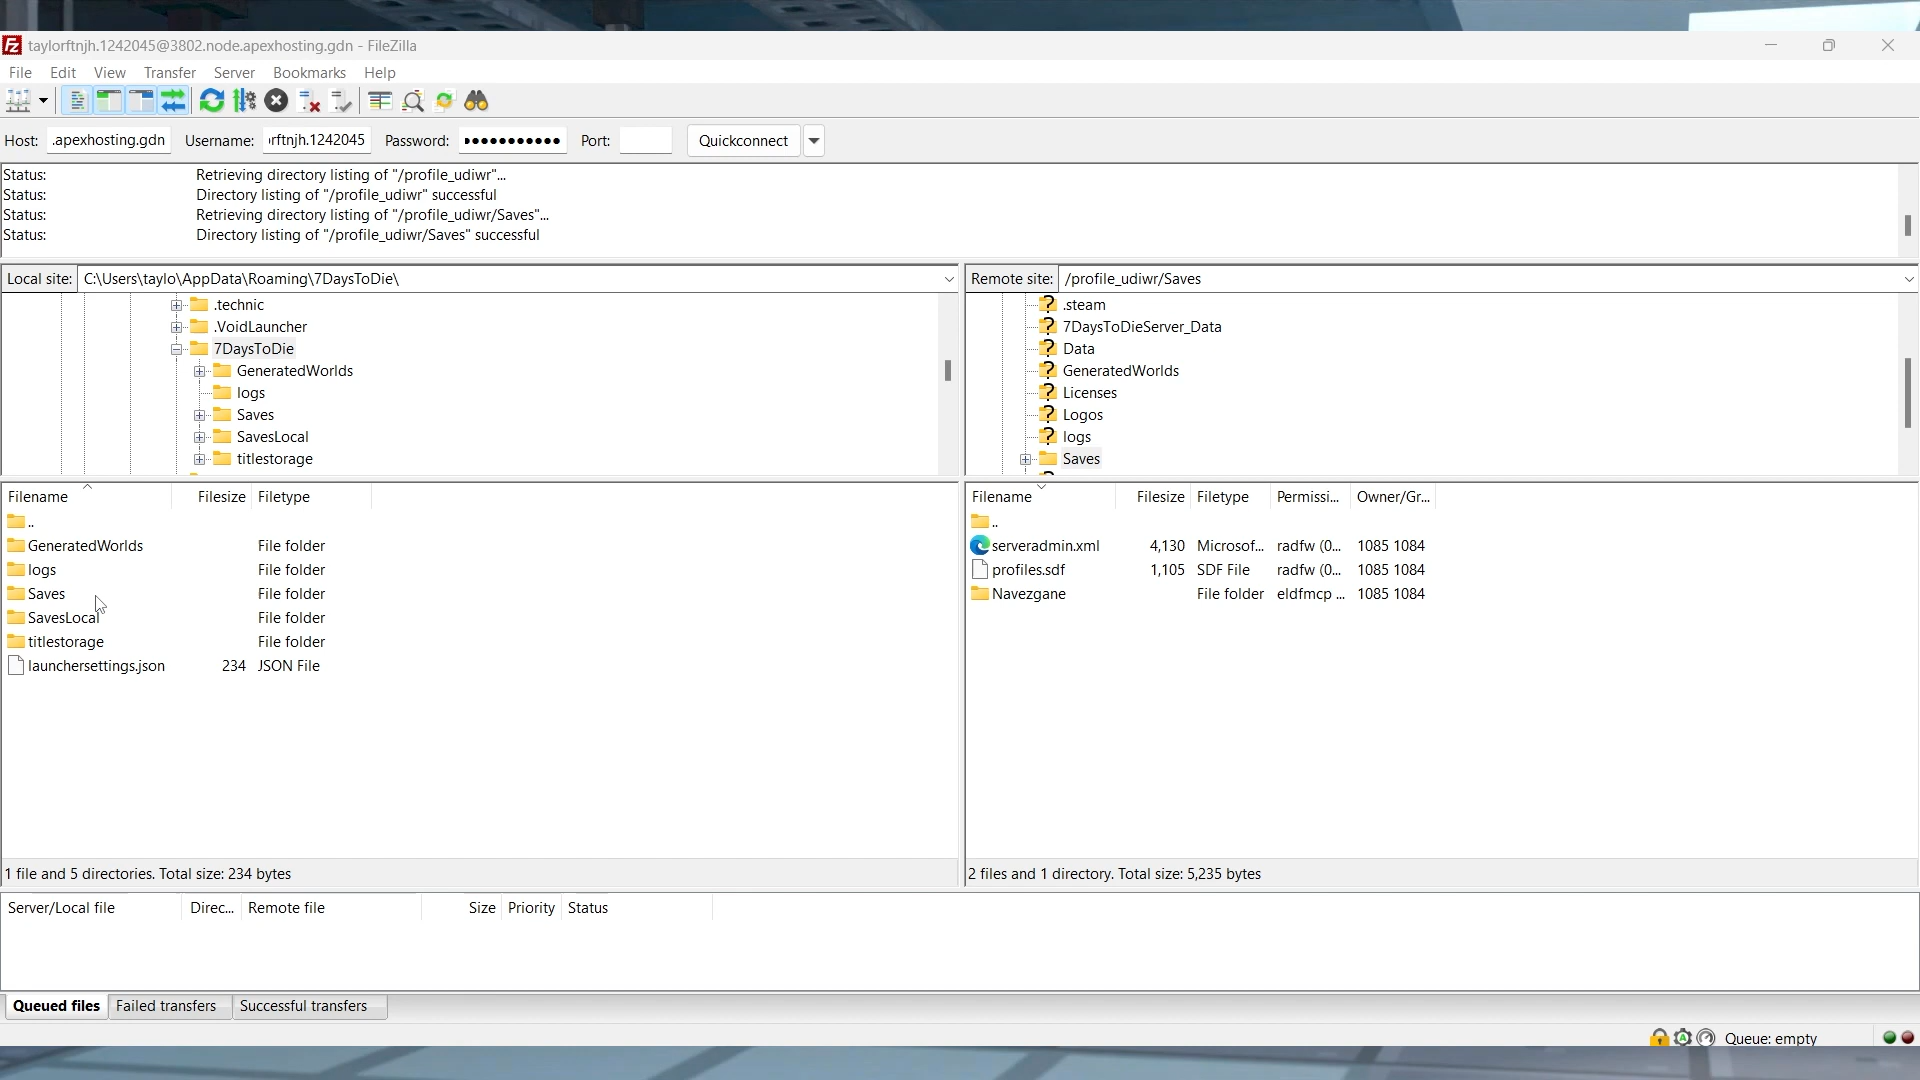 taylorftnjh.1242045@3802.node.apexhosting.gdn - FileZilla
File Edit View Transfer Server Bookmarks Help
Host: .apexhosting.gdn Username: rftnjh.1242045 Password: ●●●●●●●●●●● Port: Quickconnect
Status: Retrieving directory listing of "/profile_udiwr"...
Status: Directory listing of "/profile_udiwr" successful
Status: Retrieving directory listing of "/profile_udiwr/Saves"...
Status: Directory listing of "/profile_udiwr/Saves" successful
Local site: C:\Users\taylo\AppData\Roaming\7DaysToDie\
.technic
.VoidLauncher
7DaysToDie
GeneratedWorlds
logs
Saves
SavesLocal
titlestorage
Remote site: /profile_udiwr/Saves
.steam
7DaysToDieServer_Data
Data
GeneratedWorlds
Licenses
Logos
logs
Saves
Filename Filesize Filetype
..
GeneratedWorlds File folder
logs File folder
Saves File folder
SavesLocal File folder
titlestorage File folder
launchersettings.json 234 JSON File
1 file and 5 directories. Total size: 234 bytes
Filename Filesize Filetype Permissi... Owner/Gr...
..
serveradmin.xml 4,130 Microsof... radfw (0... 1085 1084
profiles.sdf 1,105 SDF File radfw (0... 1085 1084
Navezgane File folder eldfmcp ... 1085 1084
2 files and 1 directory. Total size: 5,235 bytes
Server/Local file Direc... Remote file Size Priority Status
Queued files Failed transfers Successful transfers
Queue: empty